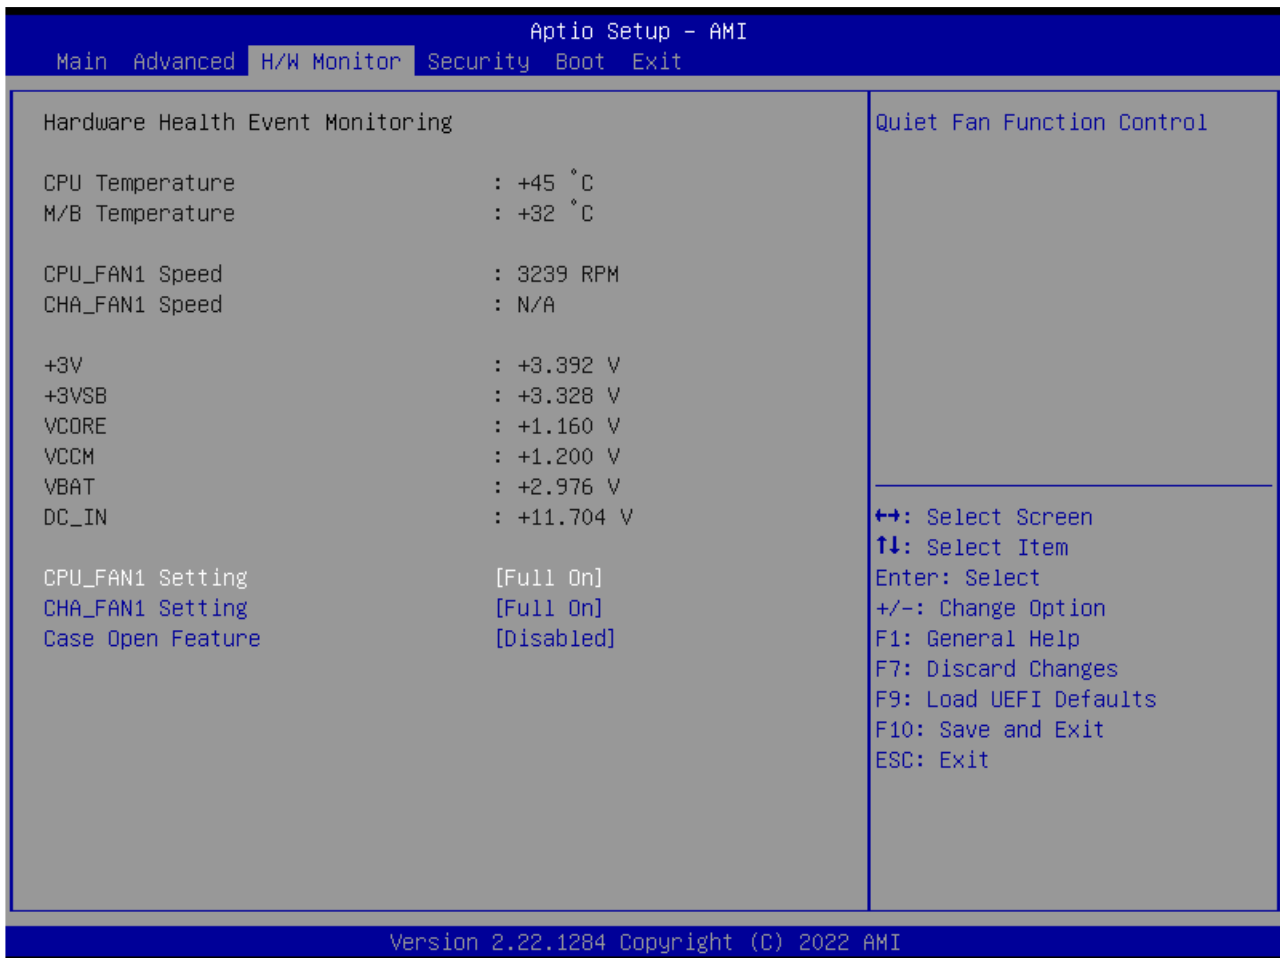 Aptio Setup – AMI
Main Advanced H/W Monitor Security Boot Exit
Hardware Health Event Monitoring
CPU Temperature : +45 °C
M/B Temperature : +32 °C
CPU_FAN1 Speed : 3239 RPM
CHA_FAN1 Speed : N/A
+3V : +3.392 V
+3VSB : +3.328 V
VCORE : +1.160 V
VCCM : +1.200 V
VBAT : +2.976 V
DC_IN : +11.704 V
CPU_FAN1 Setting [Full On]
CHA_FAN1 Setting [Full On]
Case Open Feature [Disabled]
Quiet Fan Function Control
↔: Select Screen
↑↓: Select Item
Enter: Select
+/-: Change Option
F1: General Help
F7: Discard Changes
F9: Load UEFI Defaults
F10: Save and Exit
ESC: Exit
Version 2.22.1284 Copyright (C) 2022 AMI